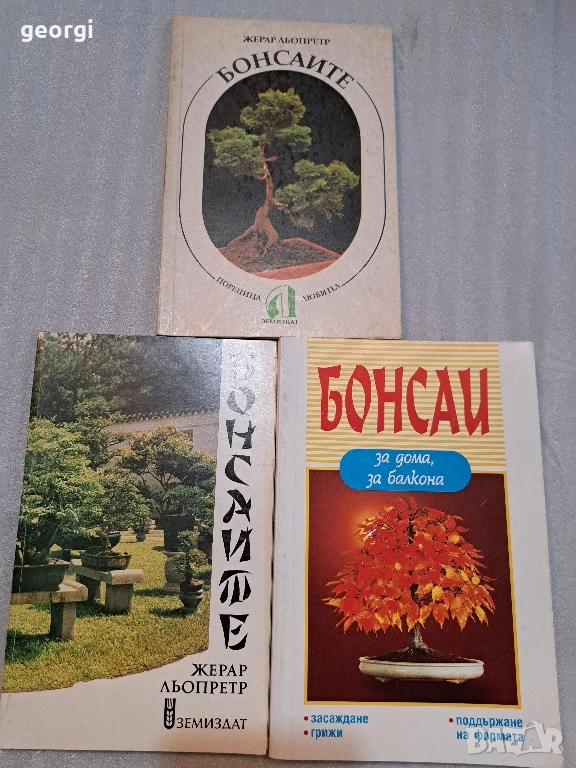 georgi
ЖЕРАР ЛЬОПРЕТР
БОНСАИТЕ
ПОРЕДИЦА ЛЮБИТЕЛ
ЗЕМИЗДАТ
БОНСАИТЕ
ЖЕРАР
ЛЬОПРЕТР
ЗЕМИЗДАТ
БОНСАИ
за дома,
за балкона
• засаждане
• грижи
• поддържане
на формата
BAZAR